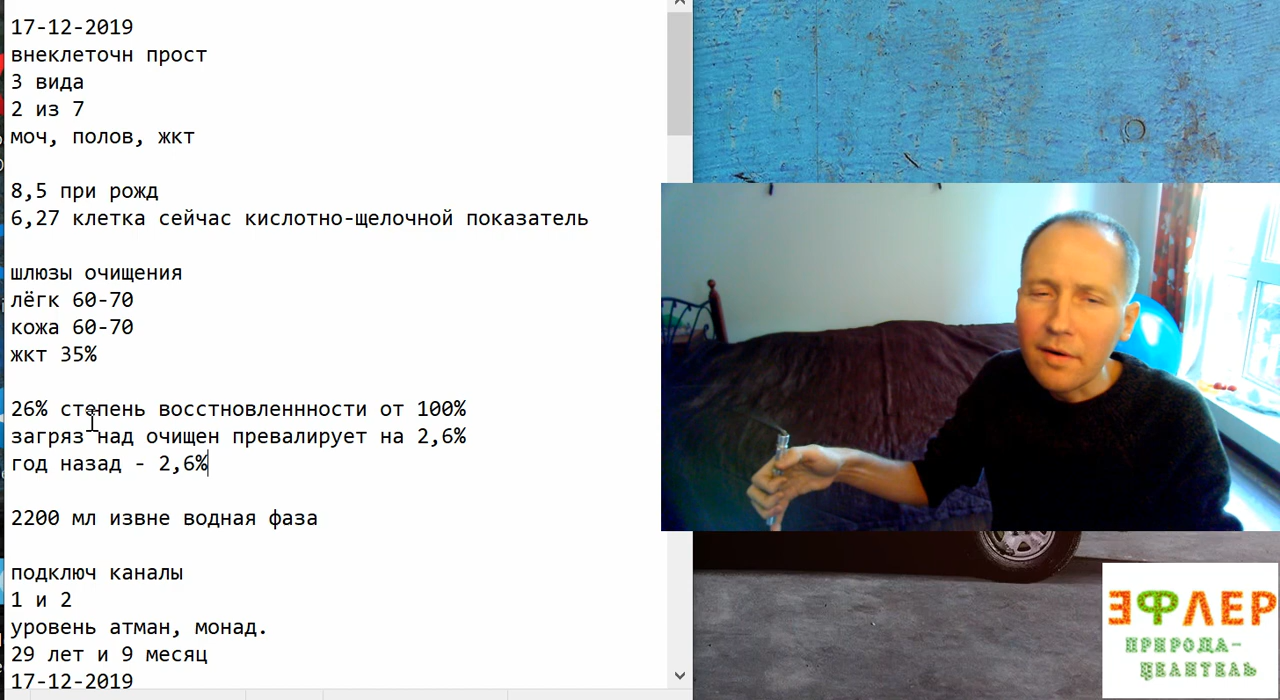 17-12-2019
внеклеточн прост
3 вида
2 из 7
моч, полов, жкт
8,5 при рожд
6,27 клетка сейчас кислотно-щелочной показатель
шлюзы очищения
лёгк 60-70
кожа 60-70
жкт 35%
26% степень восстновленнности от 100%
загряз над очищен превалирует на 2,6%
год назад - 2,6%
2200 мл извне водная фаза
подключ каналы
1 и 2
уровень атман, монад.
29 лет и 9 месяц
17-12-2019
ЭФЛЕР
ПРИРОДА-
ЦЕЛИТЕЛЬ